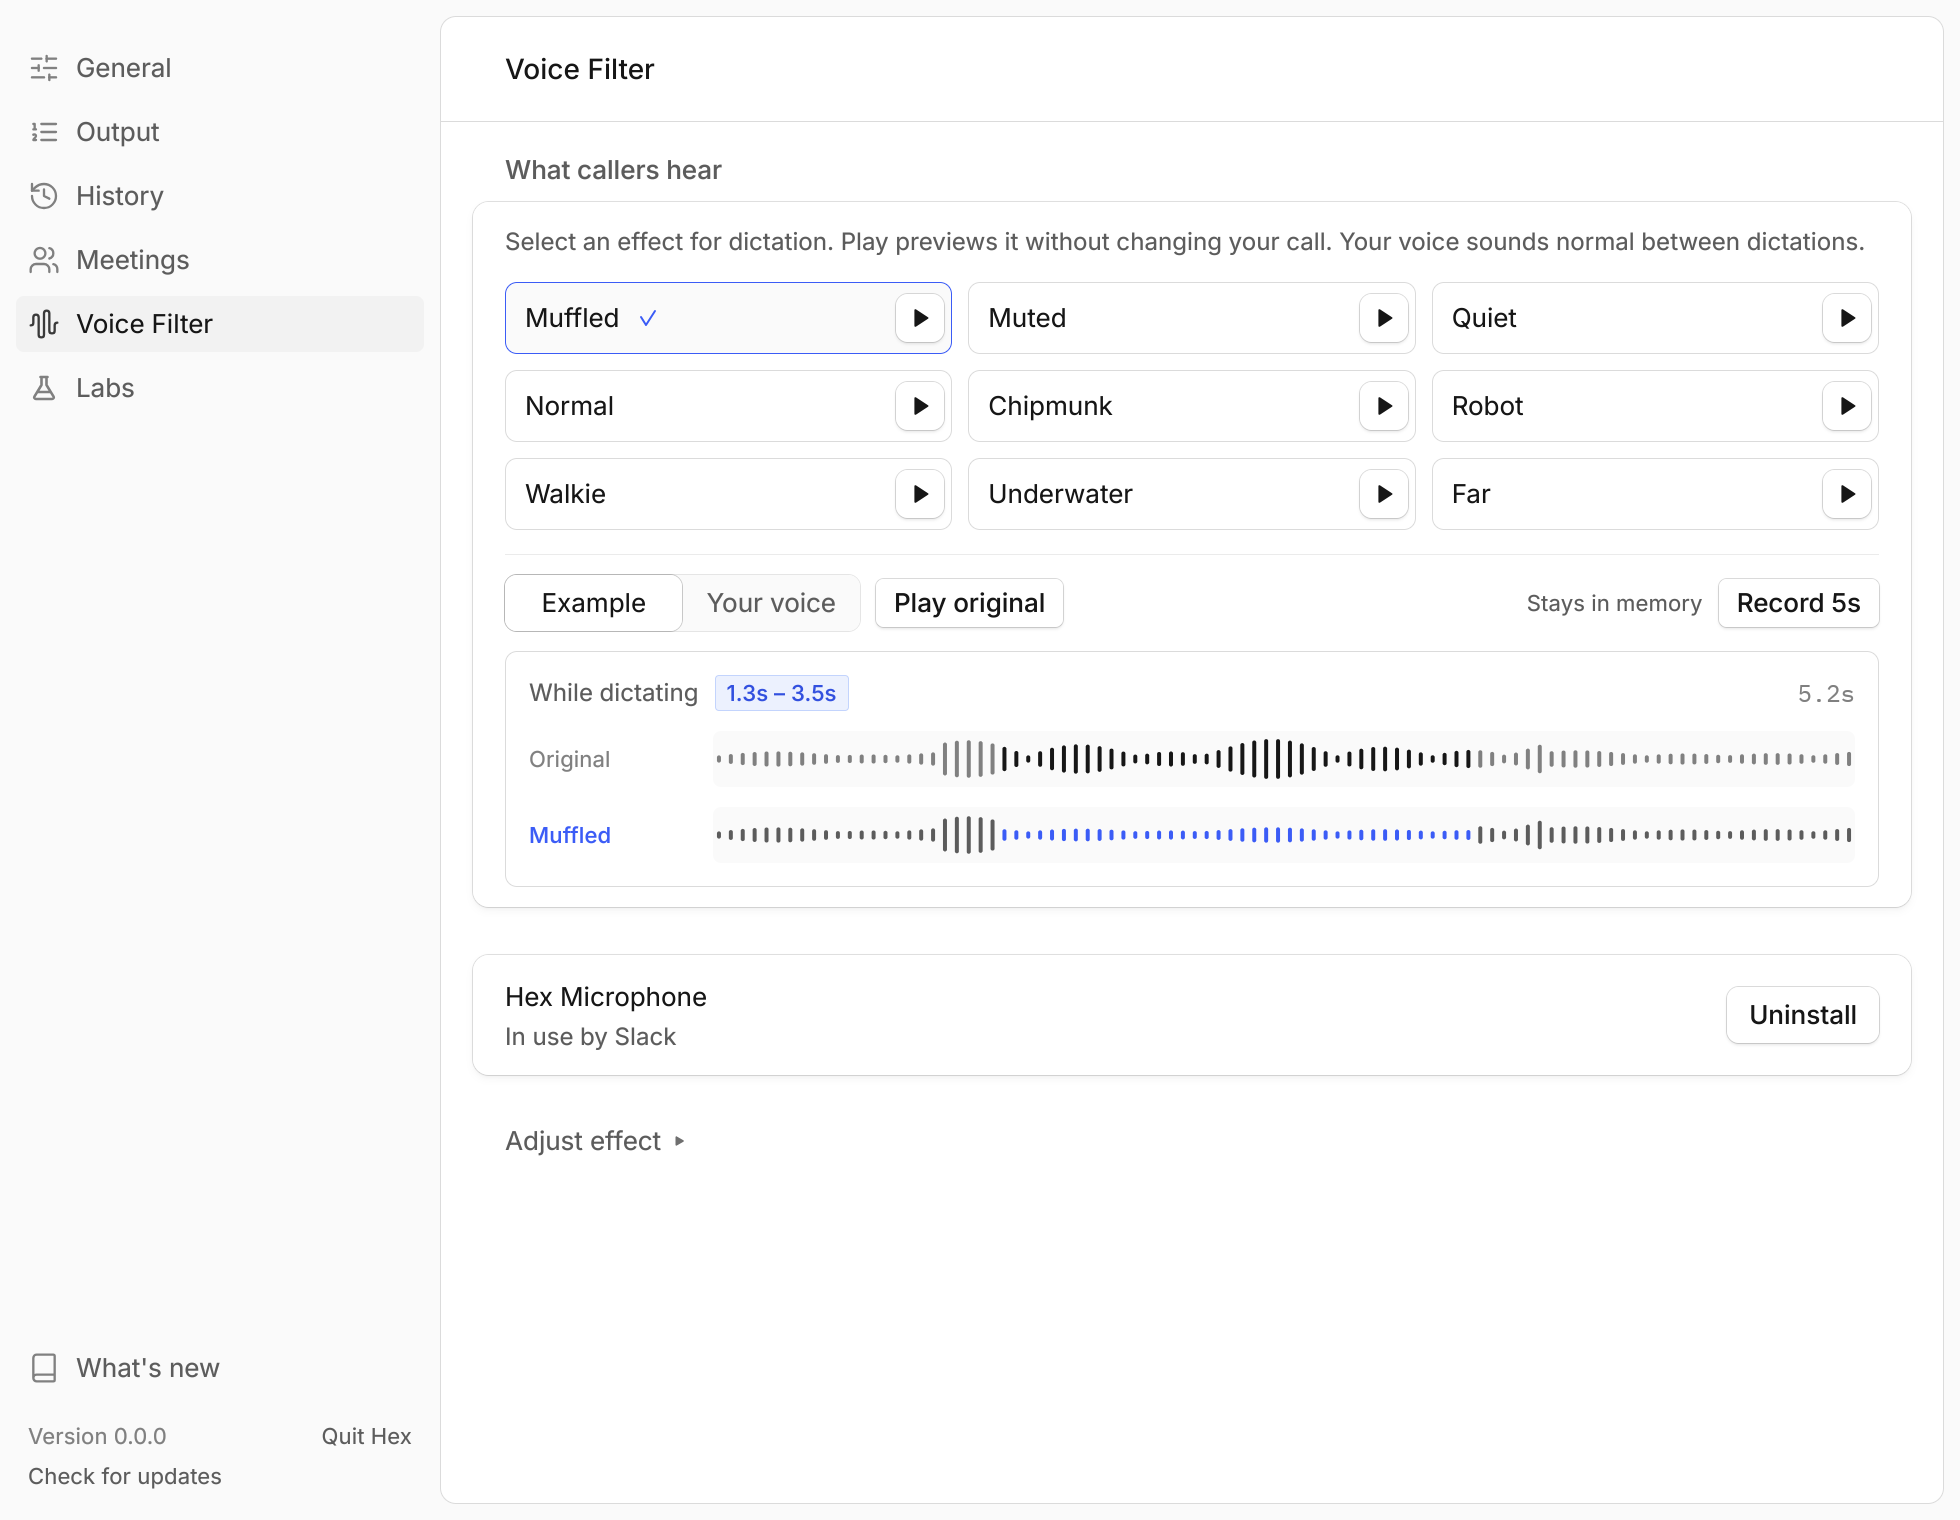 General
Output
History
Meetings
Voice Filter
Labs
What's new
Version 0.0.0
Quit Hex
Check for updates
Voice Filter
What callers hear
Select an effect for dictation. Play previews it without changing your call. Your voice sounds normal between dictations.
Muffled
Muted
Quiet
Normal
Chipmunk
Robot
Walkie
Underwater
Far
Example
Your voice
Play original
Stays in memory
Record 5s
While dictating
1.3s – 3.5s
5.2s
Original
Muffled
Hex Microphone
In use by Slack
Uninstall
Adjust effect